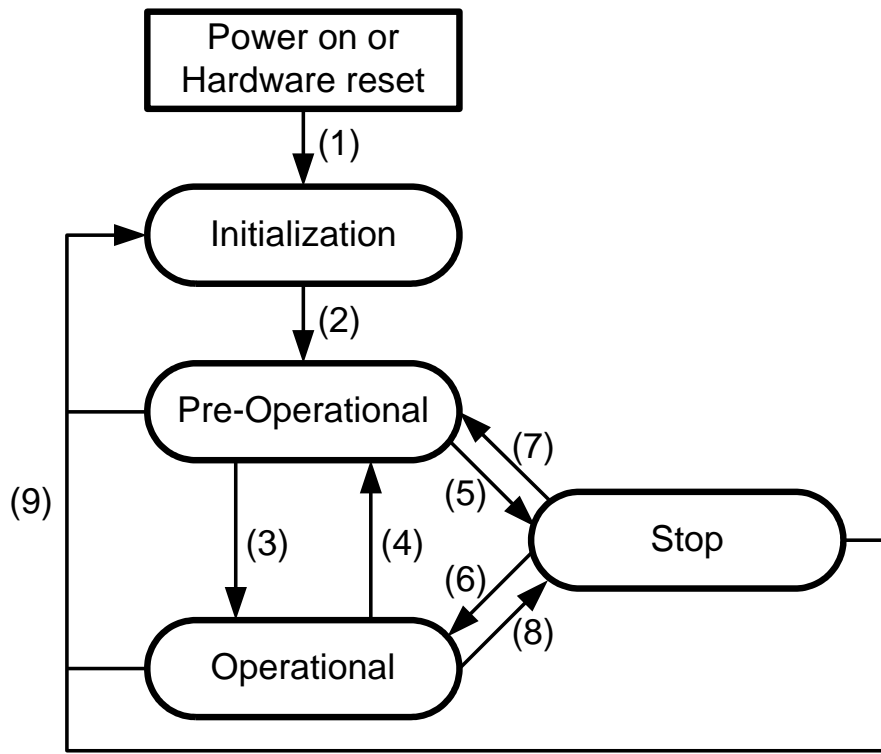 Power on or
Hardware reset
(1)
Initialization
(2)
Pre-Operational
(7)
(5)
(9)
(3)
(4)
Stop
(6)
(8)
Operational